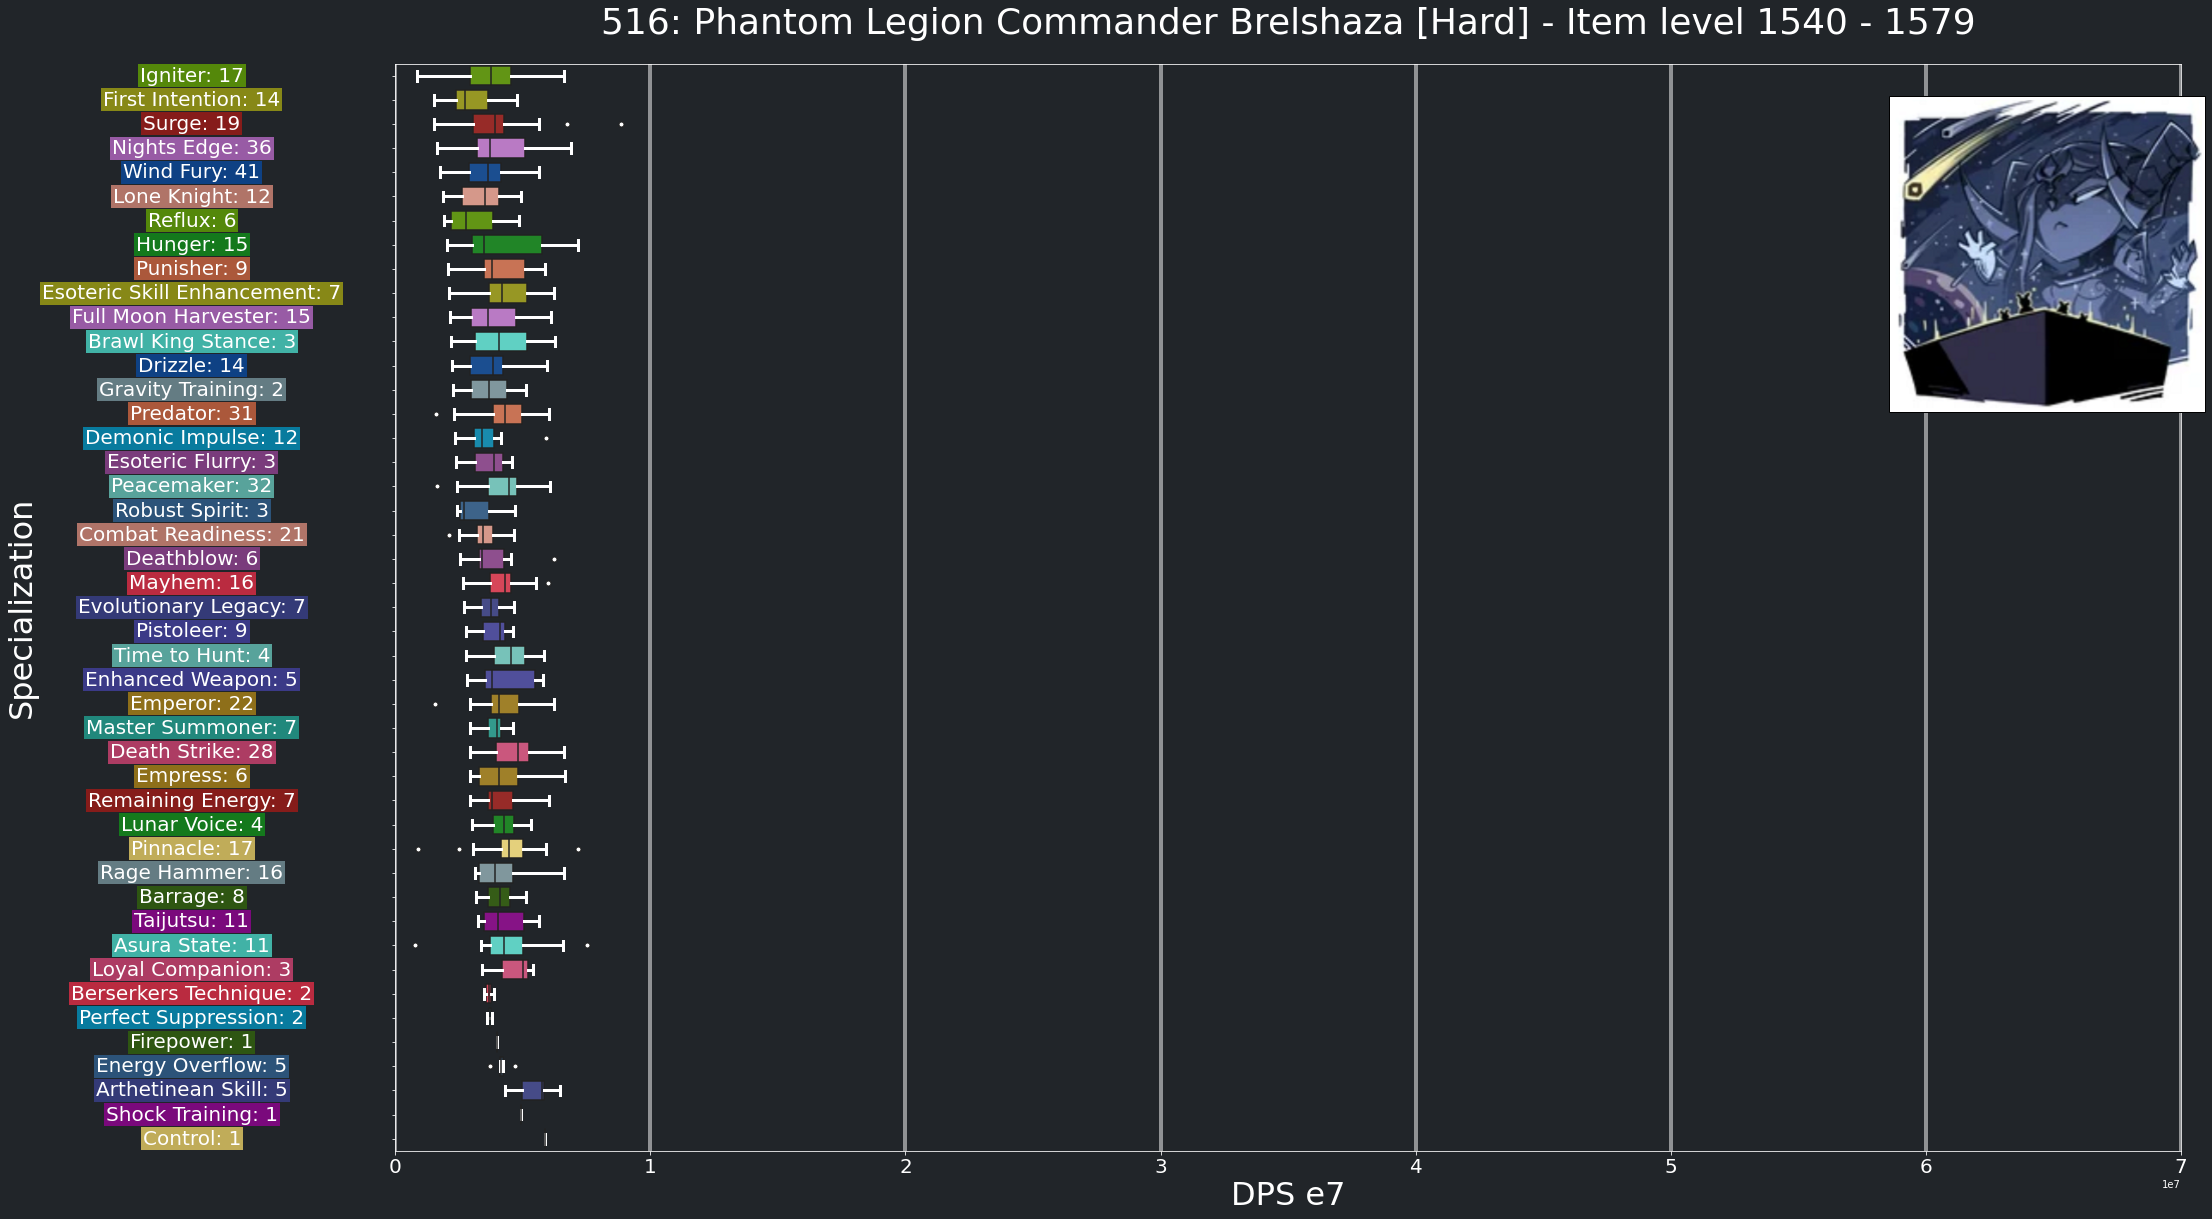 516: Phantom Legion Commander Brelshaza [Hard] - Item level 1540 - 1579
Igniter: 17
First Intention: 14
Surge: 19
Nights Edge: 36
Wind Fury: 41
Lone Knight: 12
Reflux: 6
Hunger: 15
Punisher: 9
Esoteric Skill Enhancement: 7
Full Moon Harvester: 15
Brawl King Stance: 3
Drizzle: 14
Gravity Training: 2
Predator: 31
Demonic Impulse: 12
Esoteric Flurry: 3
Peacemaker: 32
Robust Spirit: 3
Combat Readiness: 21
Deathblow: 6
Mayhem: 16
Evolutionary Legacy: 7
Pistoleer: 9
Time to Hunt: 4
Enhanced Weapon: 5
Emperor: 22
Master Summoner: 7
Death Strike: 28
Empress: 6
Remaining Energy: 7
Lunar Voice: 4
Pinnacle: 17
Rage Hammer: 16
Barrage: 8
Taijutsu: 11
Asura State: 11
Loyal Companion: 3
Berserkers Technique: 2
Perfect Suppression: 2
Firepower: 1
Energy Overflow: 5
Arthetinean Skill: 5
Shock Training: 1
Control: 1
Specialization
0 1 2 3 4 5 6 7
1e7
DPS e7